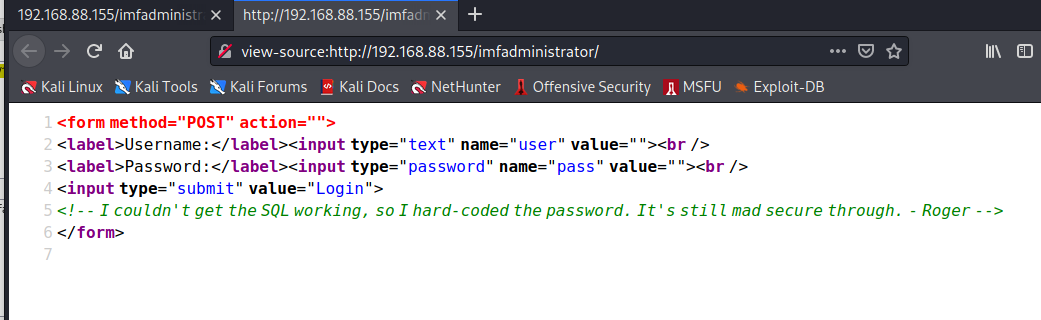 192.168.88.155/imfadministr
http://192.168.88.155/imfadn
view-source:http://192.168.88.155/imfadministrator/
Kali Linux Kali Tools Kali Forums Kali Docs NetHunter Offensive Security MSFU Exploit-DB
1 <form method="POST" action="">
2 <label>Username:</label><input type="text" name="user" value=""><br />
3 <label>Password:</label><input type="password" name="pass" value=""><br />
4 <input type="submit" value="Login">
5 <!-- I couldn't get the SQL working, so I hard-coded the password. It's still mad secure through. - Roger -->
6 </form>
7